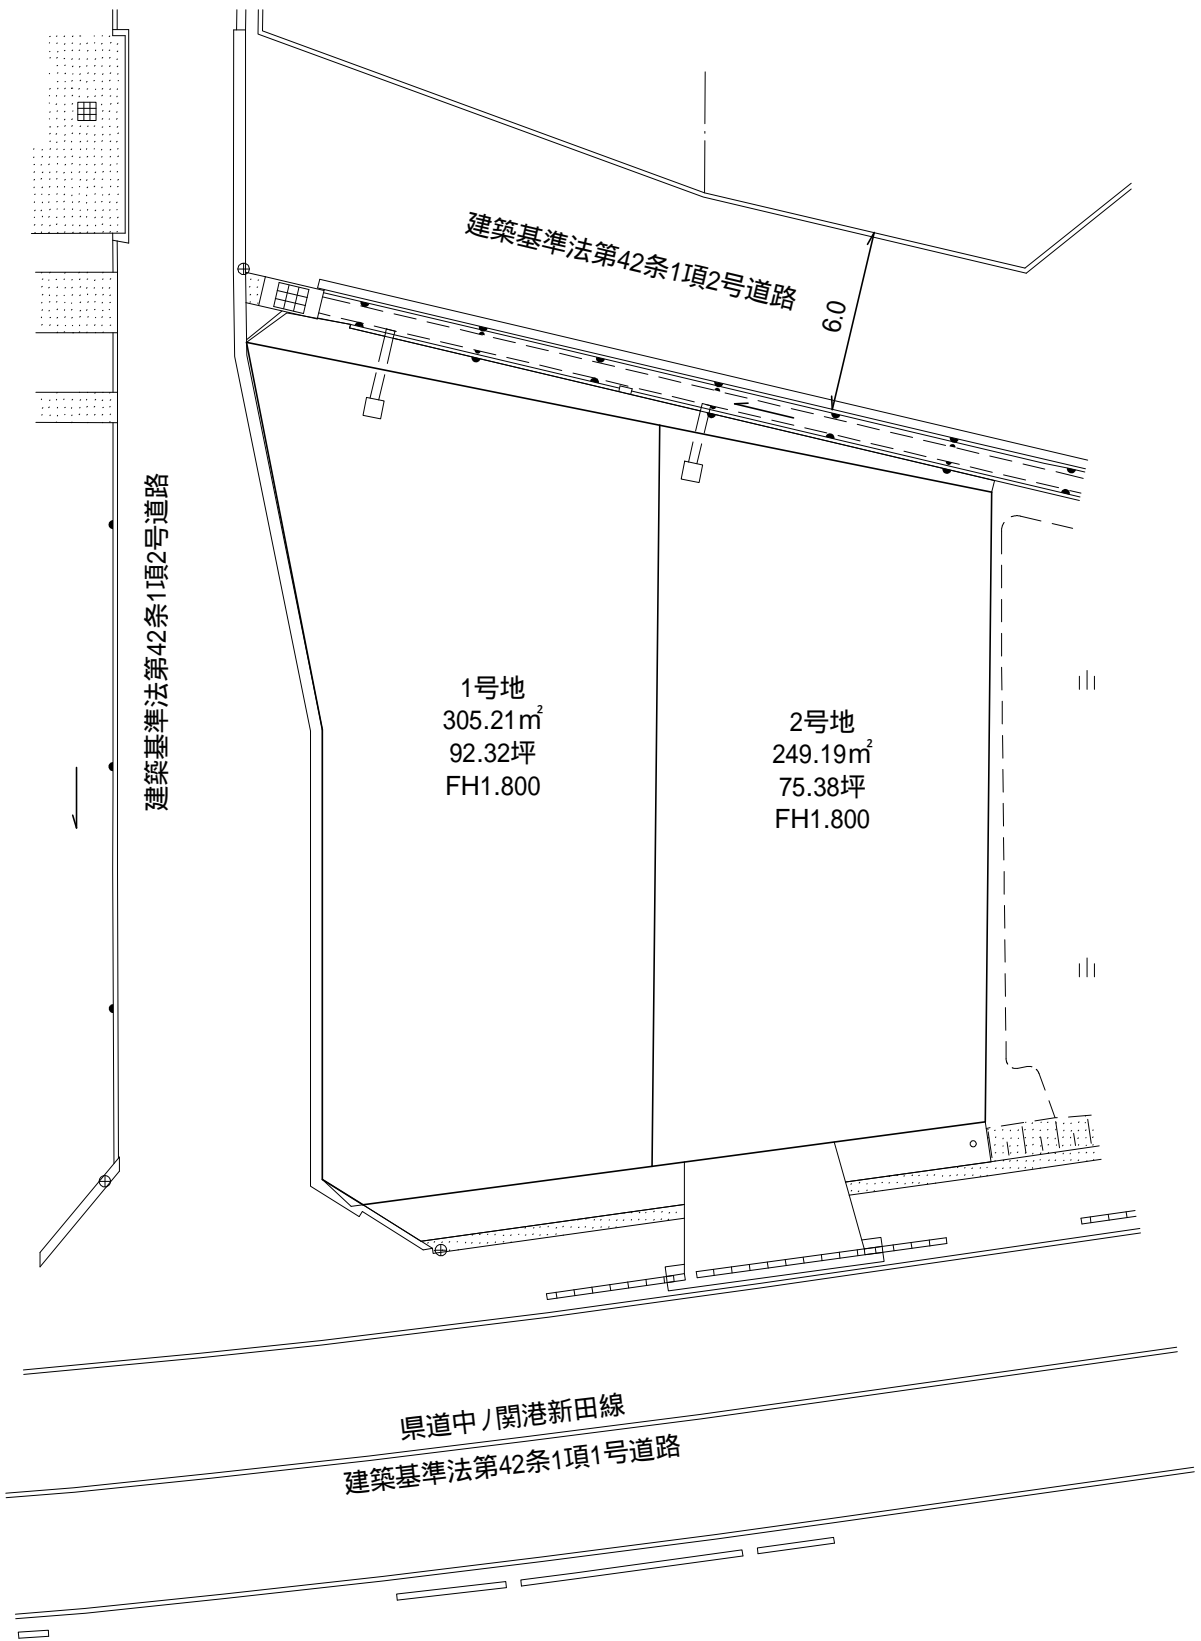 建築基準法第42条1項2号道路
6.0
建築基準法第42条1項2号道路
1号地
305.21㎡
92.32坪
FH1.800
2号地
249.19㎡
75.38坪
FH1.800
県道中ノ関港新田線
建築基準法第42条1項1号道路